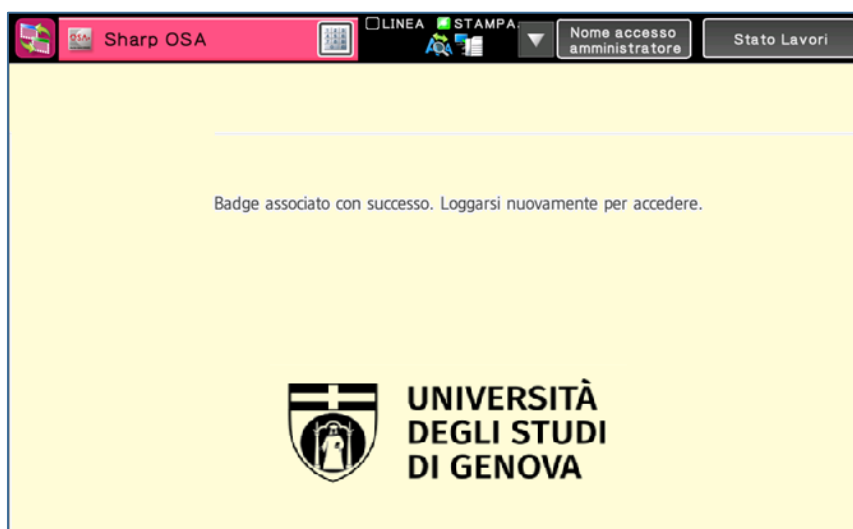 OSA
Sharp OSA
LINEA STAMPA.
Nome accesso
amministratore
Stato Lavori
Badge associato con successo. Loggarsi nuovamente per accedere.
UNIVERSITÀ
DEGLI STUDI
DI GENOVA